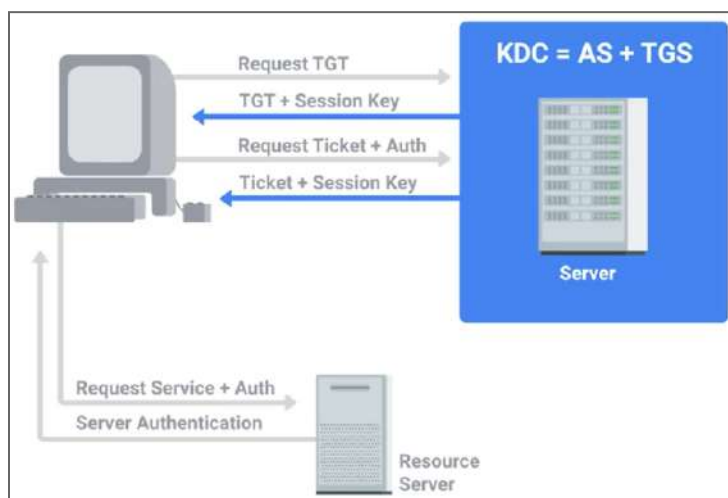 KDC = AS + TGS
Request TGT
TGT + Session Key
Request Ticket + Auth
Ticket + Session Key
Server
Request Service + Auth
Server Authentication
Resource
Server